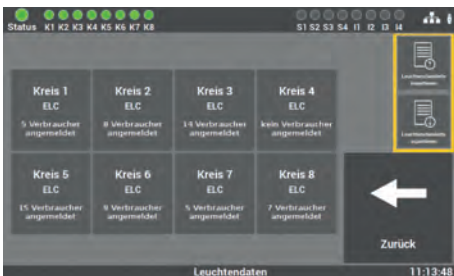 Status K1 K2 K3 K4 K5 K6 K7 K8
S1 S2 S3 S4 I1 I2 I3 I4
Kreis 1
ELC
5 Verbraucher
angemeldet
Kreis 2
ELC
8 Verbraucher
angemeldet
Kreis 3
ELC
14 Verbraucher
angemeldet
Kreis 4
ELC
kein Verbraucher
angemeldet
Kreis 5
ELC
15 Verbraucher
angemeldet
Kreis 6
ELC
9 Verbraucher
angemeldet
Kreis 7
ELC
5 Verbraucher
angemeldet
Kreis 8
ELC
7 Verbraucher
angemeldet
Zurück
Leuchtendaten
11:13:48